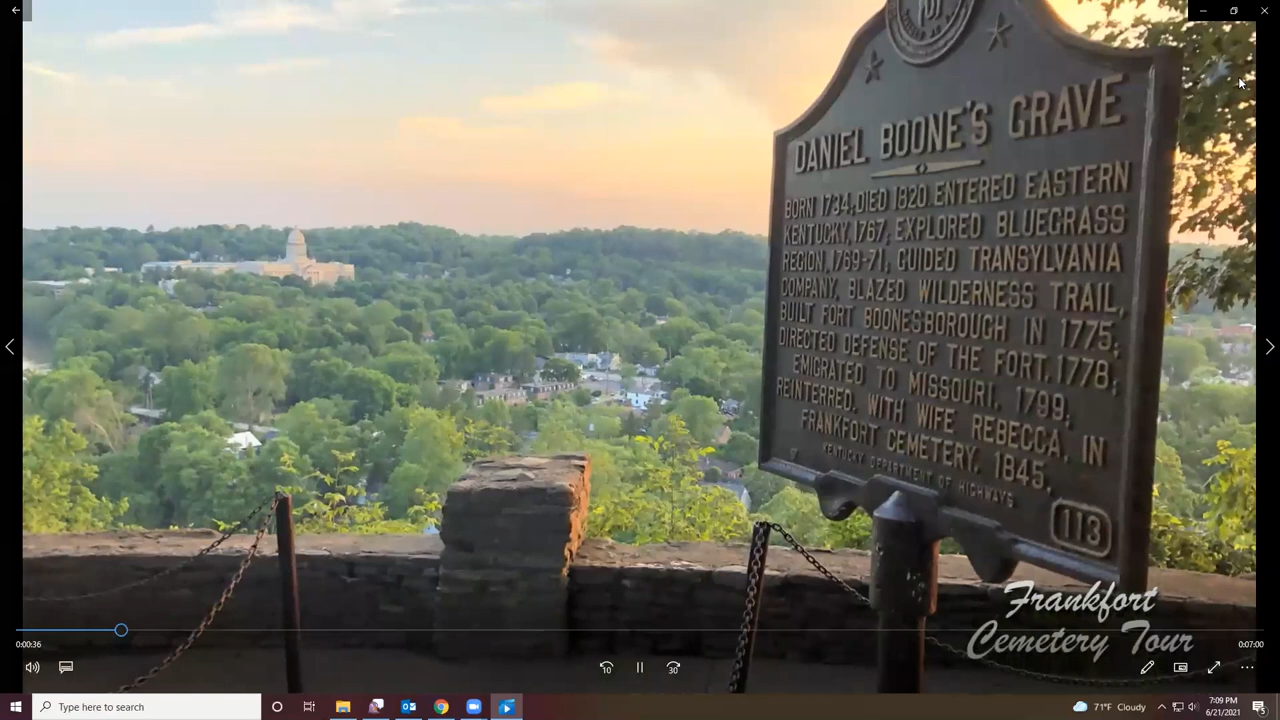 DANIEL BOONE'S GRAVE
BORN 1734, DIED 1820. ENTERED EASTERN
KENTUCKY, 1767; EXPLORED BLUEGRASS
REGION, 1769-71; GUIDED TRANSYLVANIA
COMPANY, BLAZED WILDERNESS TRAIL,
BUILT FORT BOONESBOROUGH IN 1775;
DIRECTED DEFENSE OF THE FORT, 1778;
EMIGRATED TO MISSOURI, 1799;
REINTERRED, WITH WIFE REBECCA, IN
FRANKFORT CEMETERY, 1845.
KENTUCKY DEPARTMENT OF HIGHWAYS
113
Frankfort
Cemetery Tour
0:00:36
0:07:00
10
30
Type here to search
71°F Cloudy
7:09 PM
6/21/2021
5